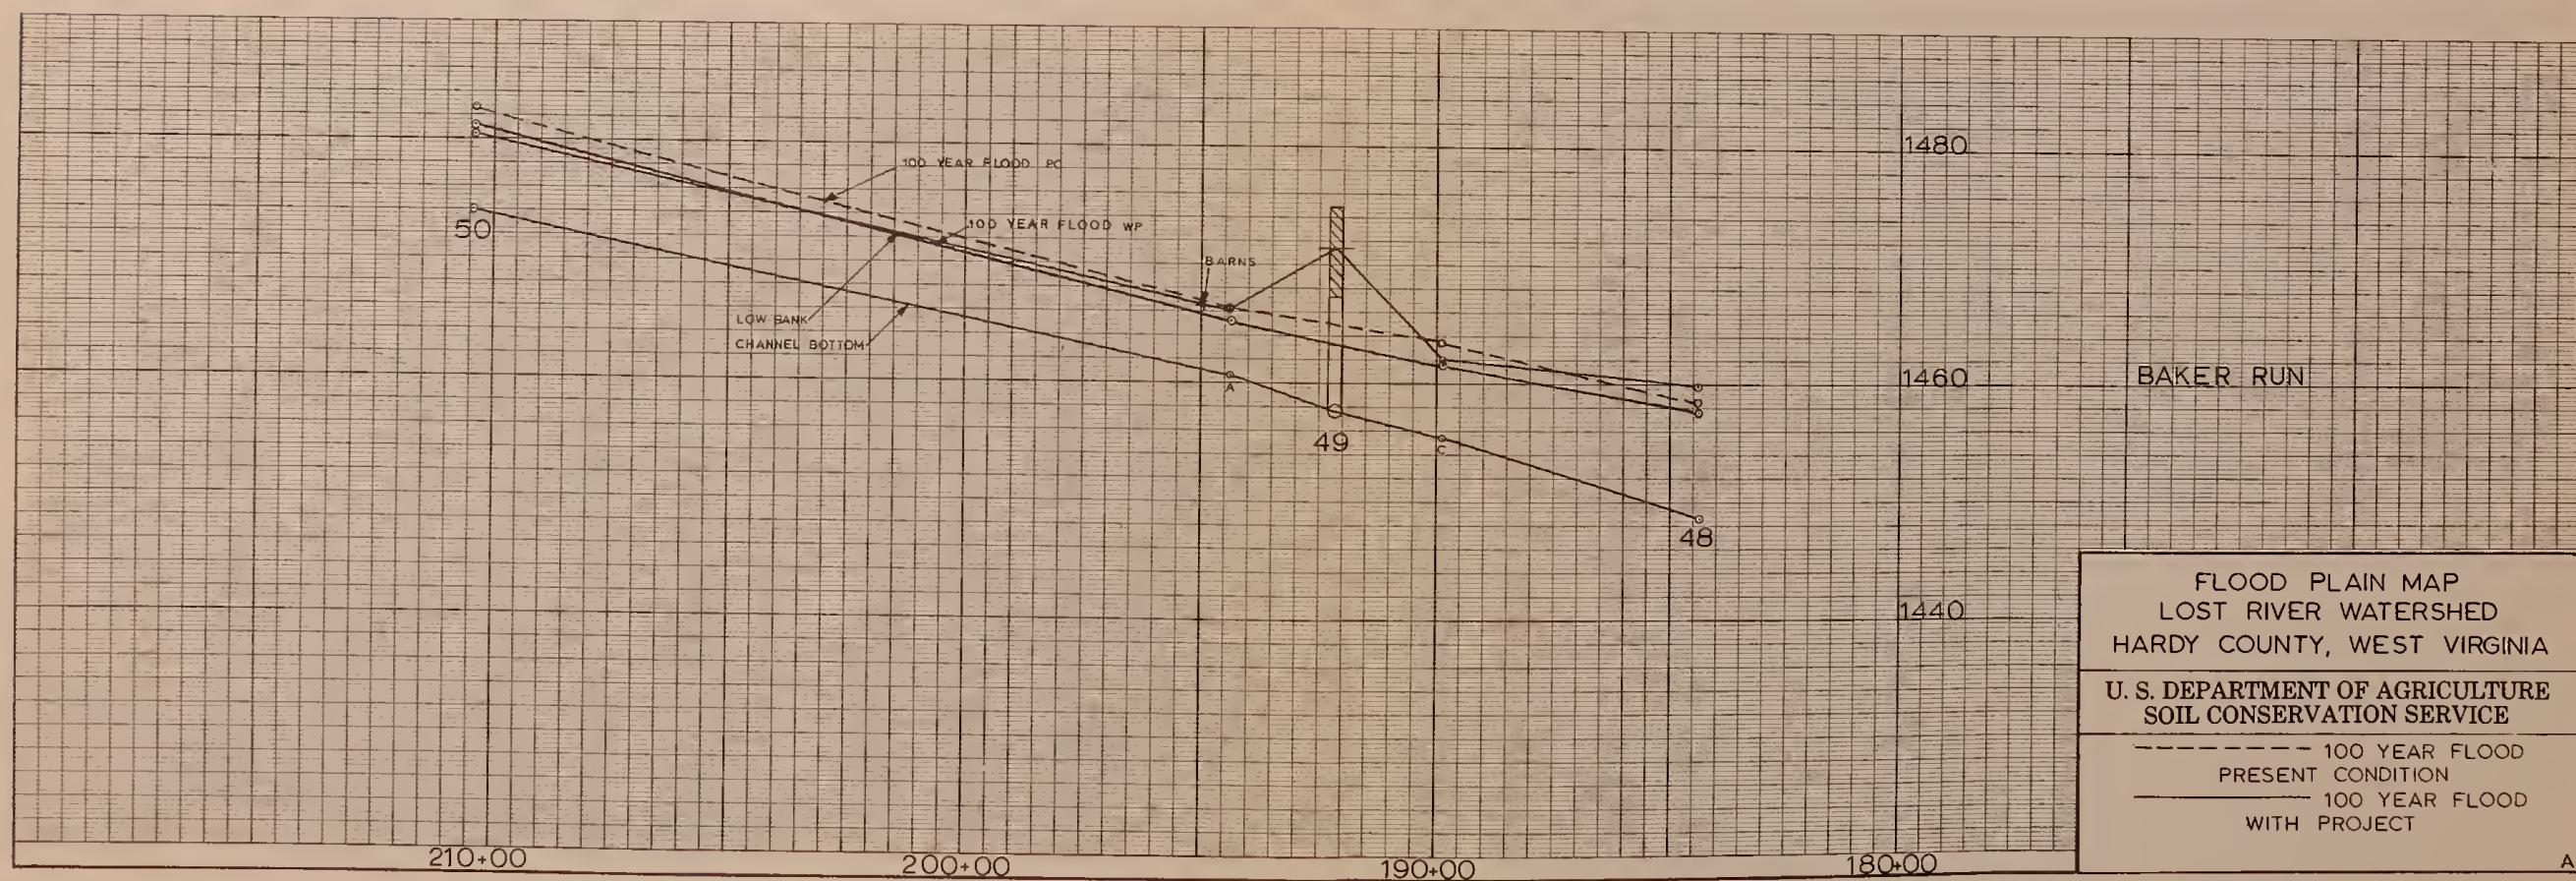 100 YEAR FLOOD PC
1480
50
100 YEAR FLOOD WP
BARNS
LOW BANK
CHANNEL BOTTOM
A
1460
BAKER RUN
49
C
48
1440
FLOOD PLAIN MAP
LOST RIVER WATERSHED
HARDY COUNTY, WEST VIRGINIA
U. S. DEPARTMENT OF AGRICULTURE
SOIL CONSERVATION SERVICE
100 YEAR FLOOD
PRESENT CONDITION
100 YEAR FLOOD
WITH PROJECT
210+00
200+00
190+00
180+00
A